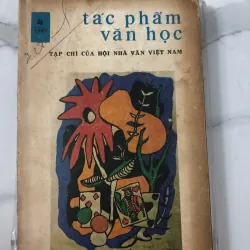 tác phẩm
văn học
TẠP CHÍ CỦA HỘI NHÀ VĂN VIỆT NAM